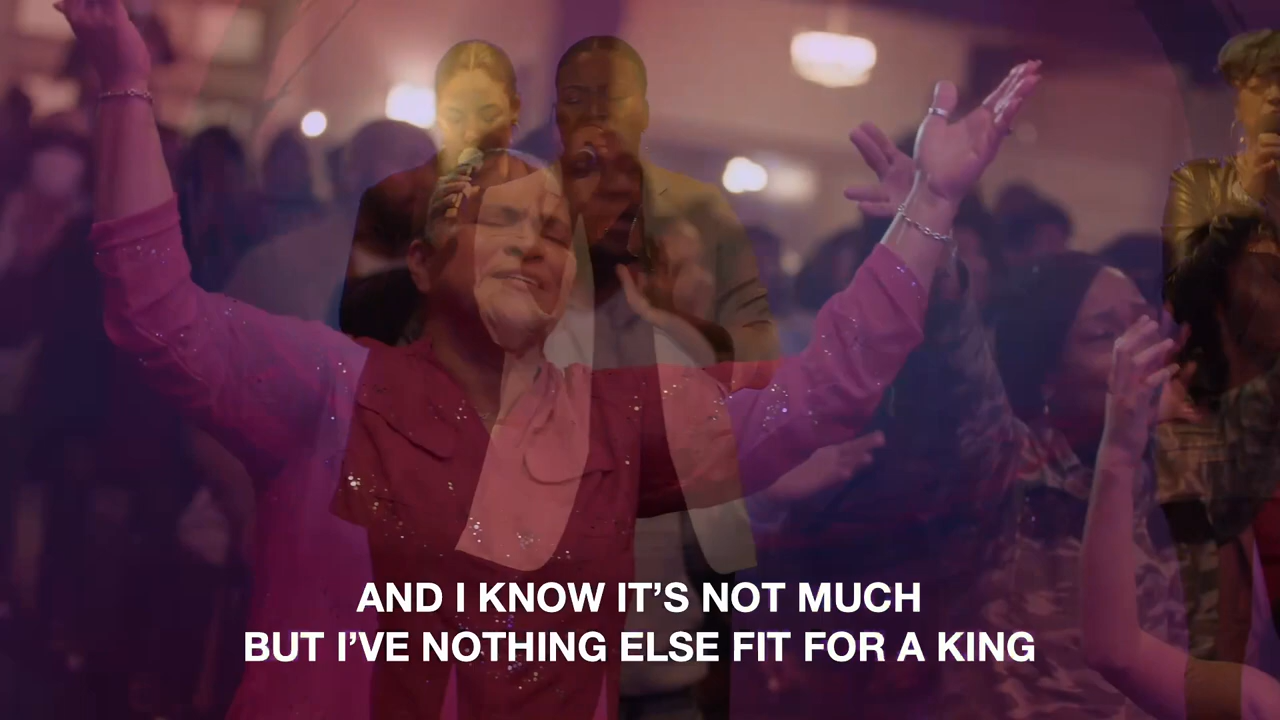 AND I KNOW IT’S NOT MUCH
BUT I’VE NOTHING ELSE FIT FOR A KING